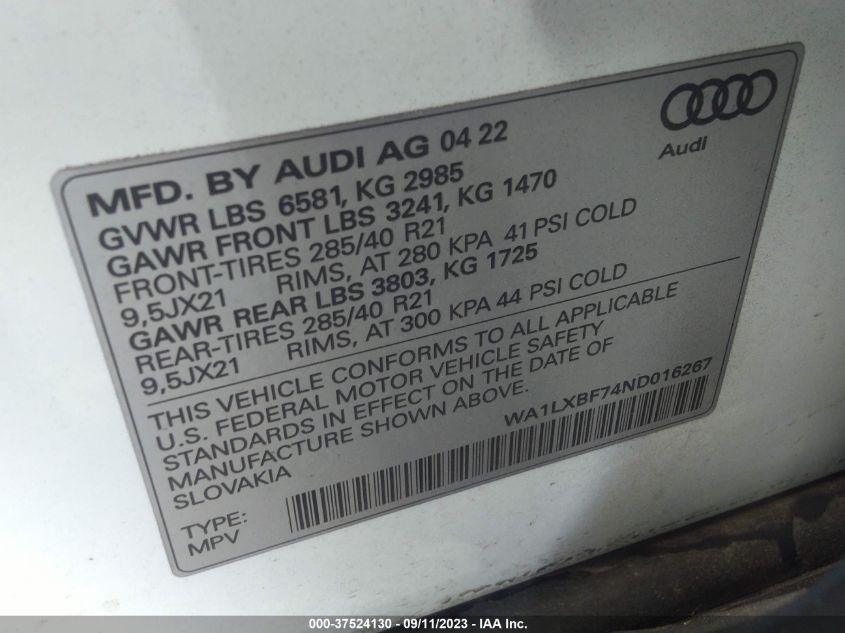 Audi
MFD. BY AUDI AG 04 22
GVWR LBS 6581, KG 2985
GAWR FRONT LBS 3241, KG 1470
FRONT-TIRES 285/40 R21
9,5JX21 RIMS, AT 280 KPA 41 PSI COLD
GAWR REAR LBS 3803, KG 1725
REAR-TIRES 285/40 R21
9,5JX21 RIMS, AT 300 KPA 44 PSI COLD
THIS VEHICLE CONFORMS TO ALL APPLICABLE
U.S. FEDERAL MOTOR VEHICLE SAFETY
STANDARDS IN EFFECT ON THE DATE OF
MANUFACTURE SHOWN ABOVE.
SLOVAKIA
WA1LXBF74ND016267
TYPE:
MPV
000-37524130 - 09/11/2023 - IAA Inc.